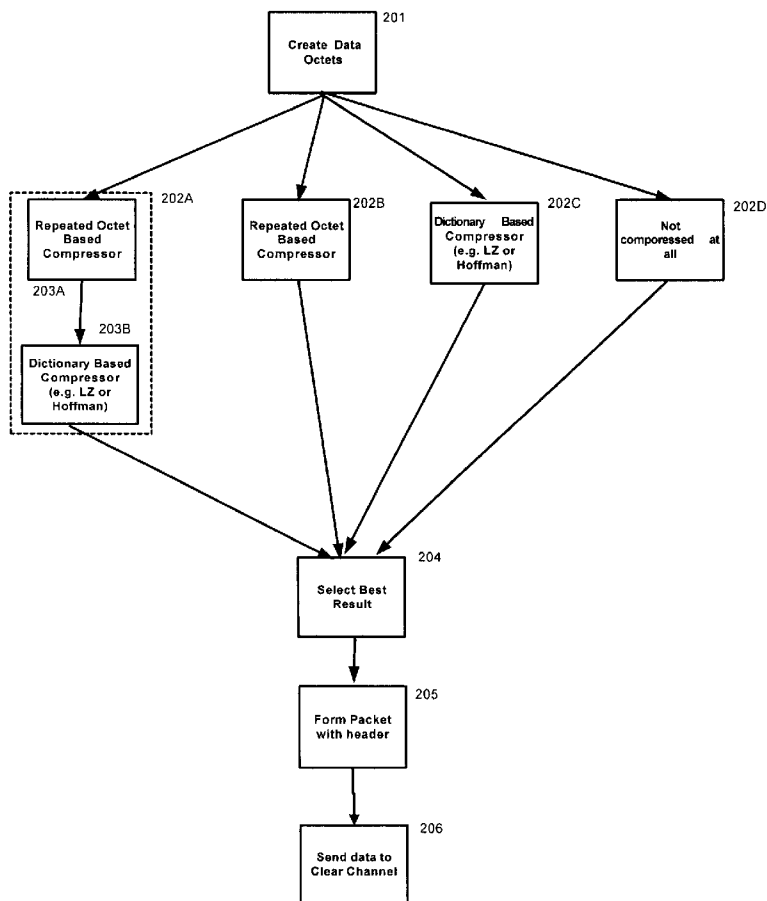 201
Create Data
Octets
202A
202B
202C
202D
Repeated Octet
Based
Compressor
Repeated Octet
Based
Compressor
Dictionary Based
Compressor
(e.g. LZ or
Hoffman)
Not
comporessed at
all
203A
203B
Dictionary Based
Compressor
(e.g. LZ or
Hoffman)
204
Select Best
Result
205
Form Packet
with header
206
Send data to
Clear Channel